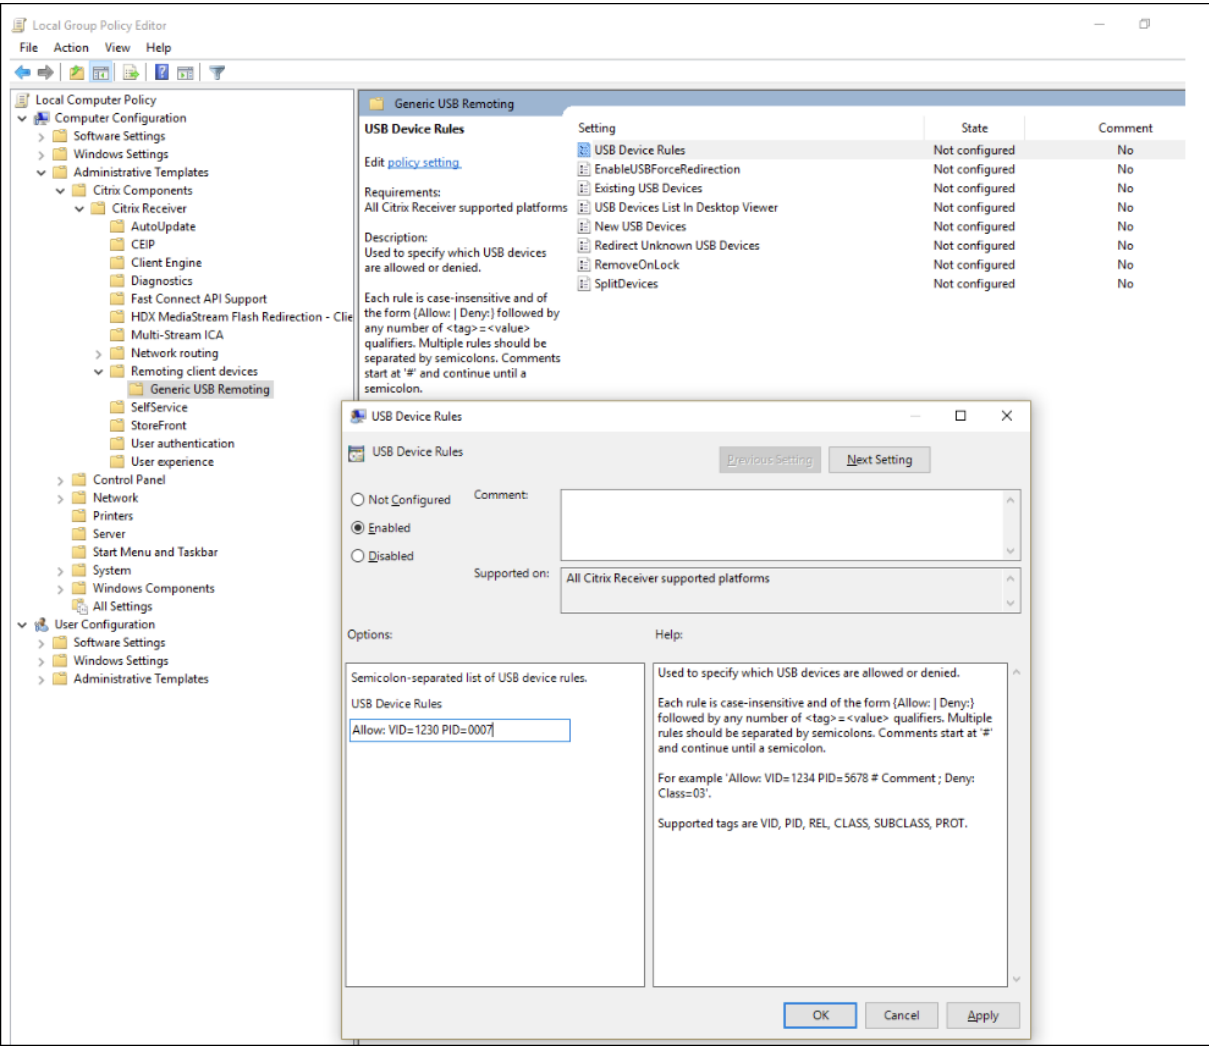 Local Group Policy Editor
File Action View Help
Local Computer Policy
Computer Configuration
Software Settings
Windows Settings
Administrative Templates
Citrix Components
Citrix Receiver
AutoUpdate
CEIP
Client Engine
Diagnostics
Fast Connect API Support
HDX MediaStream Flash Redirection - Clie
Multi-Stream ICA
Network routing
Remoting client devices
Generic USB Remoting
SelfService
StoreFront
User authentication
User experience
Control Panel
Network
Printers
Server
Start Menu and Taskbar
System
Windows Components
All Settings
User Configuration
Software Settings
Windows Settings
Administrative Templates
Generic USB Remoting
USB Device Rules
Edit policy setting
Requirements:
All Citrix Receiver supported platforms
Description:
Used to specify which USB devices
are allowed or denied.
Each rule is case-insensitive and of
the form {Allow: | Deny:} followed by
any number of <tag>=<value>
qualifiers. Multiple rules should be
separated by semicolons. Comments
start at '#' and continue until a
semicolon.
Setting State Comment
USB Device Rules Not configured No
EnableUSBForceRedirection Not configured No
Existing USB Devices Not configured No
USB Devices List In Desktop Viewer Not configured No
New USB Devices Not configured No
Redirect Unknown USB Devices Not configured No
RemoveOnLock Not configured No
SplitDevices Not configured No
USB Device Rules
USB Device Rules
Previous Setting Next Setting
Not Configured
Enabled
Disabled
Comment:
Supported on: All Citrix Receiver supported platforms
Options:
Semicolon-separated list of USB device rules.
USB Device Rules
Allow: VID=1230 PID=0007
Help:
Used to specify which USB devices are allowed or denied.
Each rule is case-insensitive and of the form {Allow: | Deny:}
followed by any number of <tag>=<value> qualifiers. Multiple
rules should be separated by semicolons. Comments start at '#'
and continue until a semicolon.
For example 'Allow: VID=1234 PID=5678 # Comment ; Deny:
Class=03'.
Supported tags are VID, PID, REL, CLASS, SUBCLASS, PROT.
OK Cancel Apply